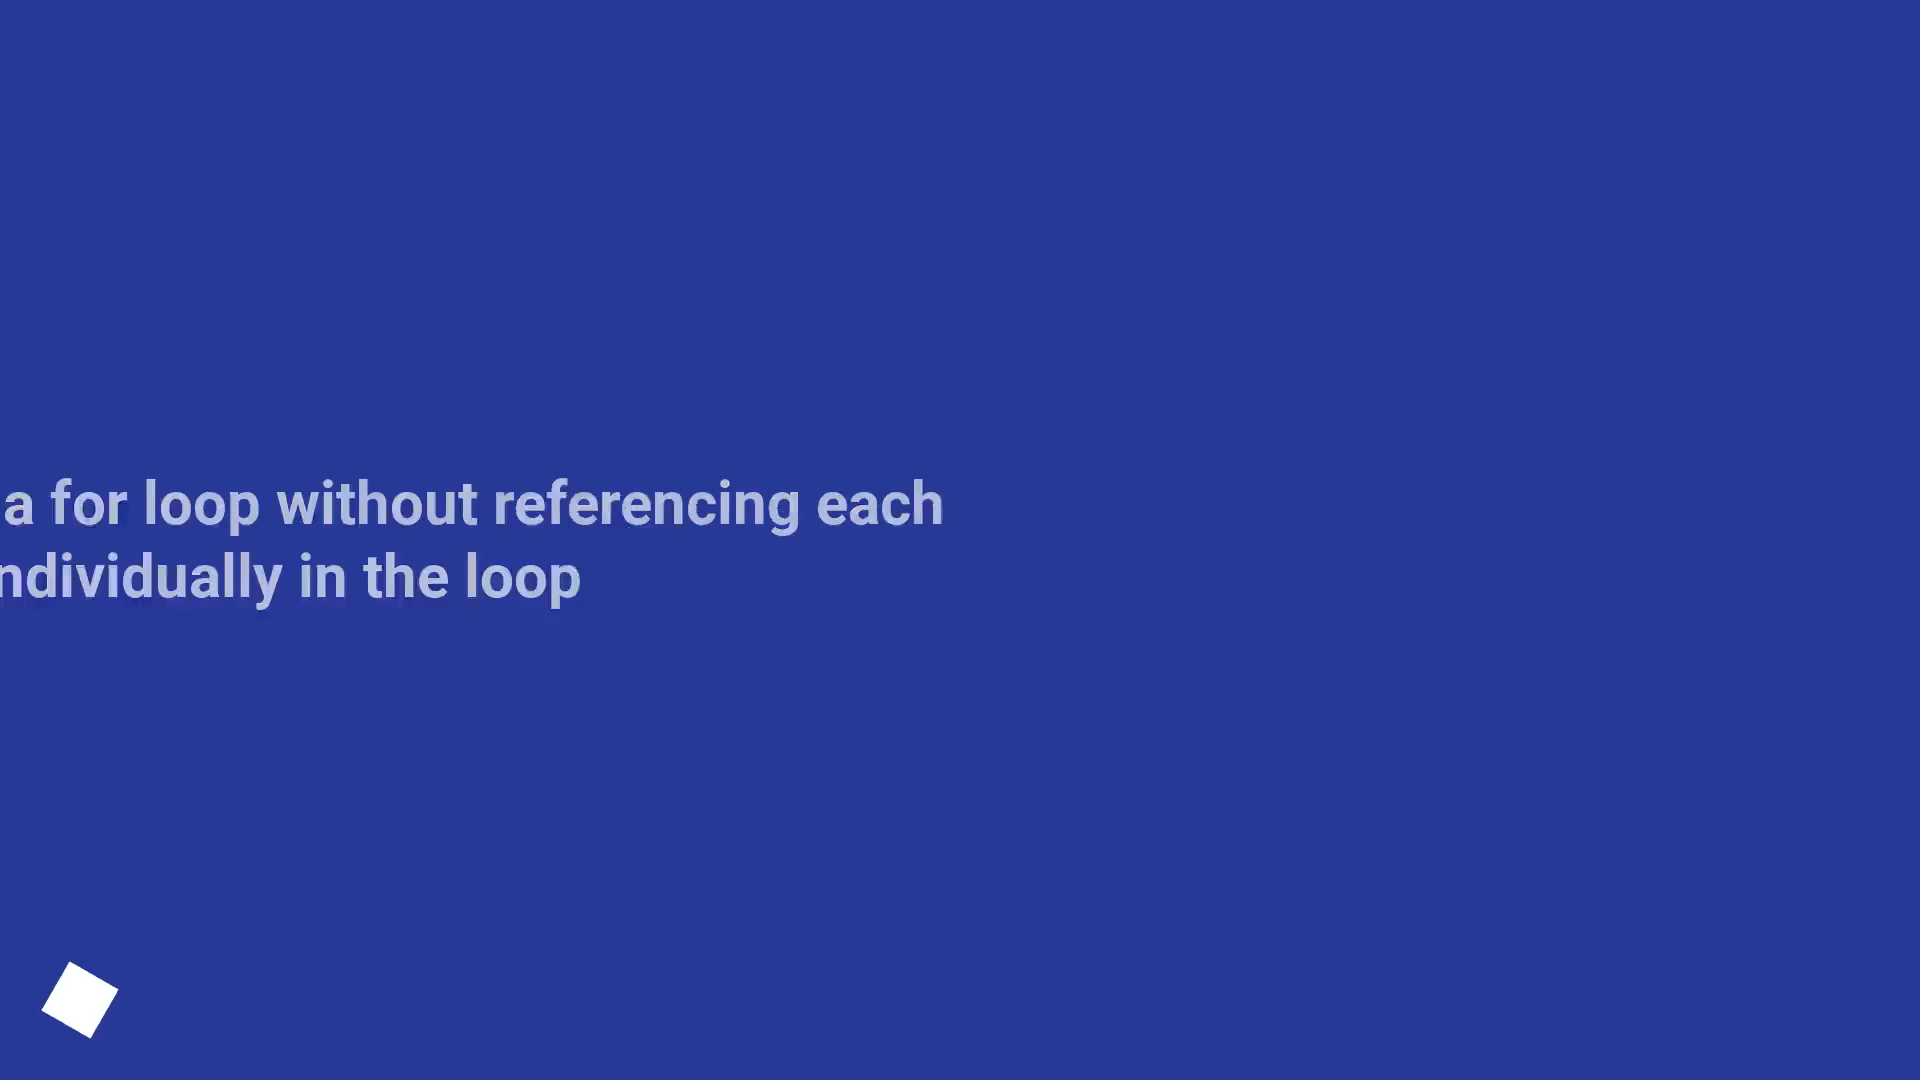 a for loop without referencing each
ndividually in the loop